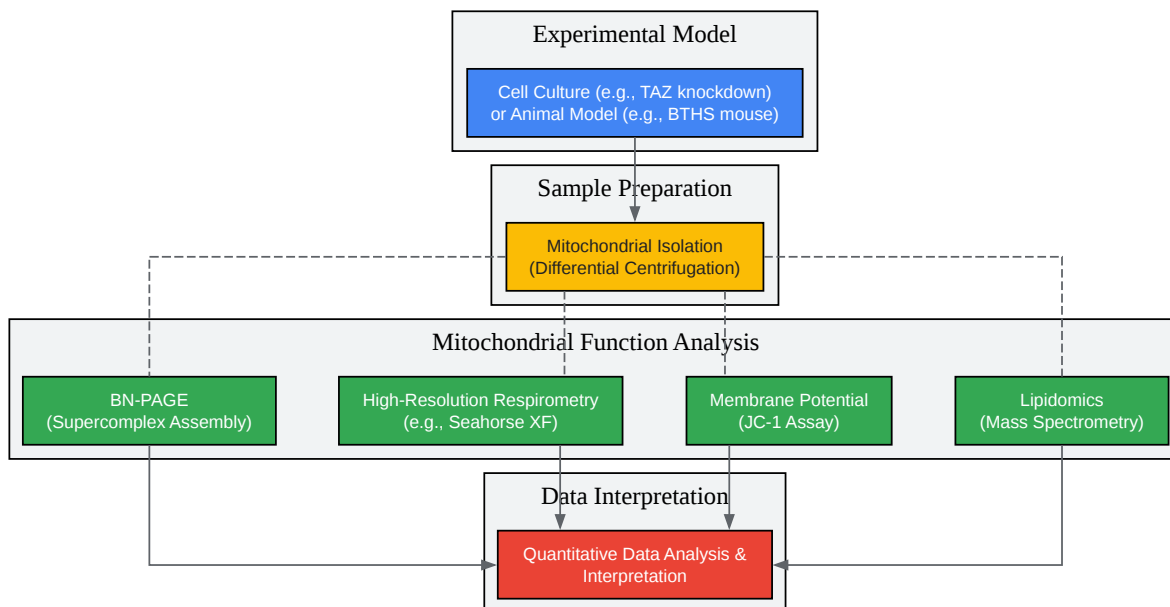 Experimental Model
Cell Culture (e.g., TAZ knockdown)
or Animal Model (e.g., BTHS mouse)
Sample Preparation
Mitochondrial Isolation
(Differential Centrifugation)
Mitochondrial Function Analysis
BN-PAGE
(Supercomplex Assembly)
High-Resolution Respirometry
(e.g., Seahorse XF)
Membrane Potential
(JC-1 Assay)
Lipidomics
(Mass Spectrometry)
Data Interpretation
Quantitative Data Analysis &
Interpretation